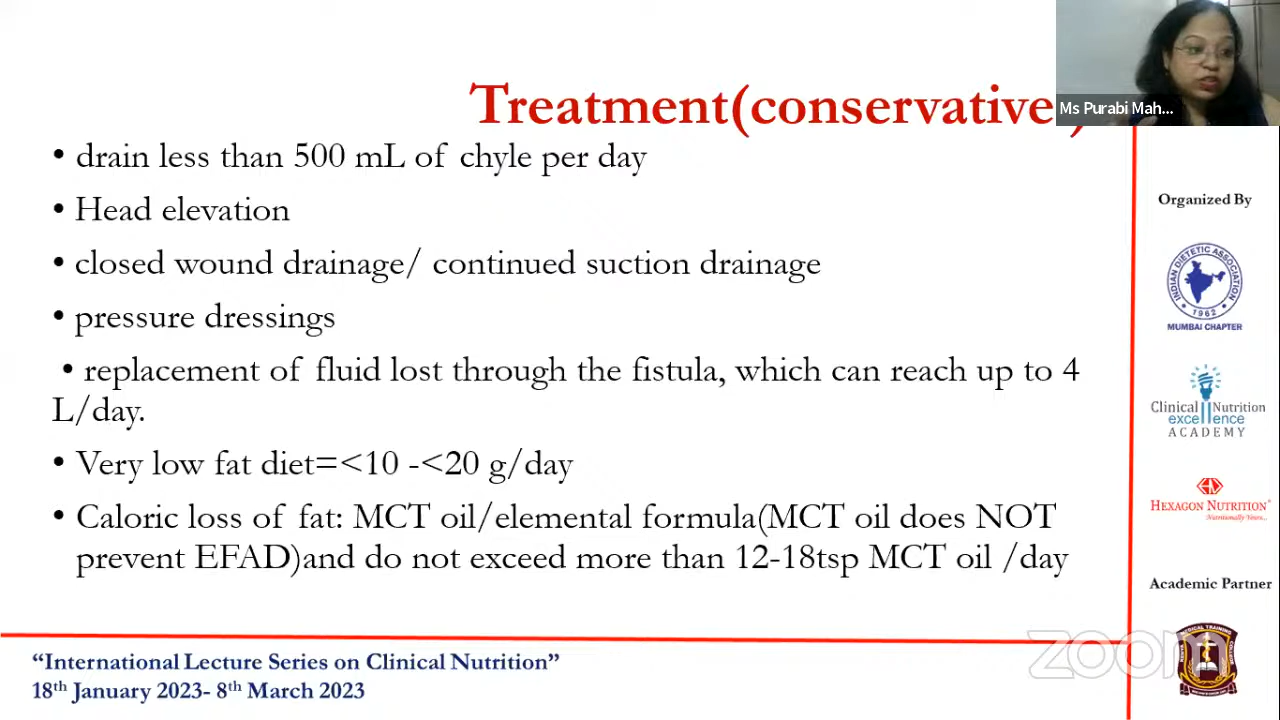 Treatment(conservative)
Ms Purabi Mah...
• drain less than 500 mL of chyle per day
• Head elevation
• closed wound drainage/ continued suction drainage
• pressure dressings
• replacement of fluid lost through the fistula, which can reach up to 4
L/day.
• Very low fat diet=<10 -<20 g/day
• Caloric loss of fat: MCT oil/elemental formula(MCT oil does NOT
prevent EFAD)and do not exceed more than 12-18tsp MCT oil /day
Organized By
INDIAN DIETETIC ASSOCIATION
1962
MUMBAI CHAPTER
Clinical Nutrition
excellence
ACADEMY
HEXAGON NUTRITION
Nutritionally Yours...
Academic Partner
zoom
“International Lecture Series on Clinical Nutrition”
18th January 2023- 8th March 2023